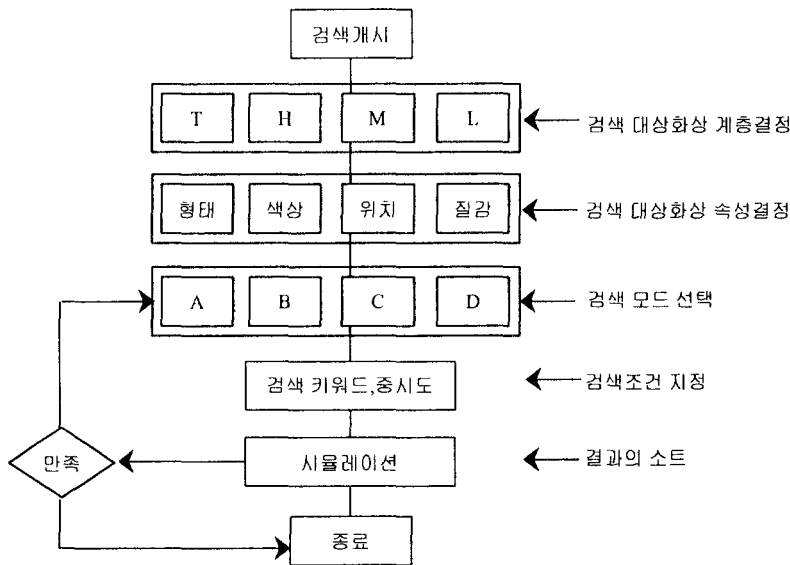 검색개시
T H M L
검색 대상화상 계층결정
형태 색상 위치 질감
검색 대상화상 속성결정
A B C D
검색 모드 선택
검색 키워드,중시도
검색조건 지정
만족
시뮬레이션
결과의 소트
종료